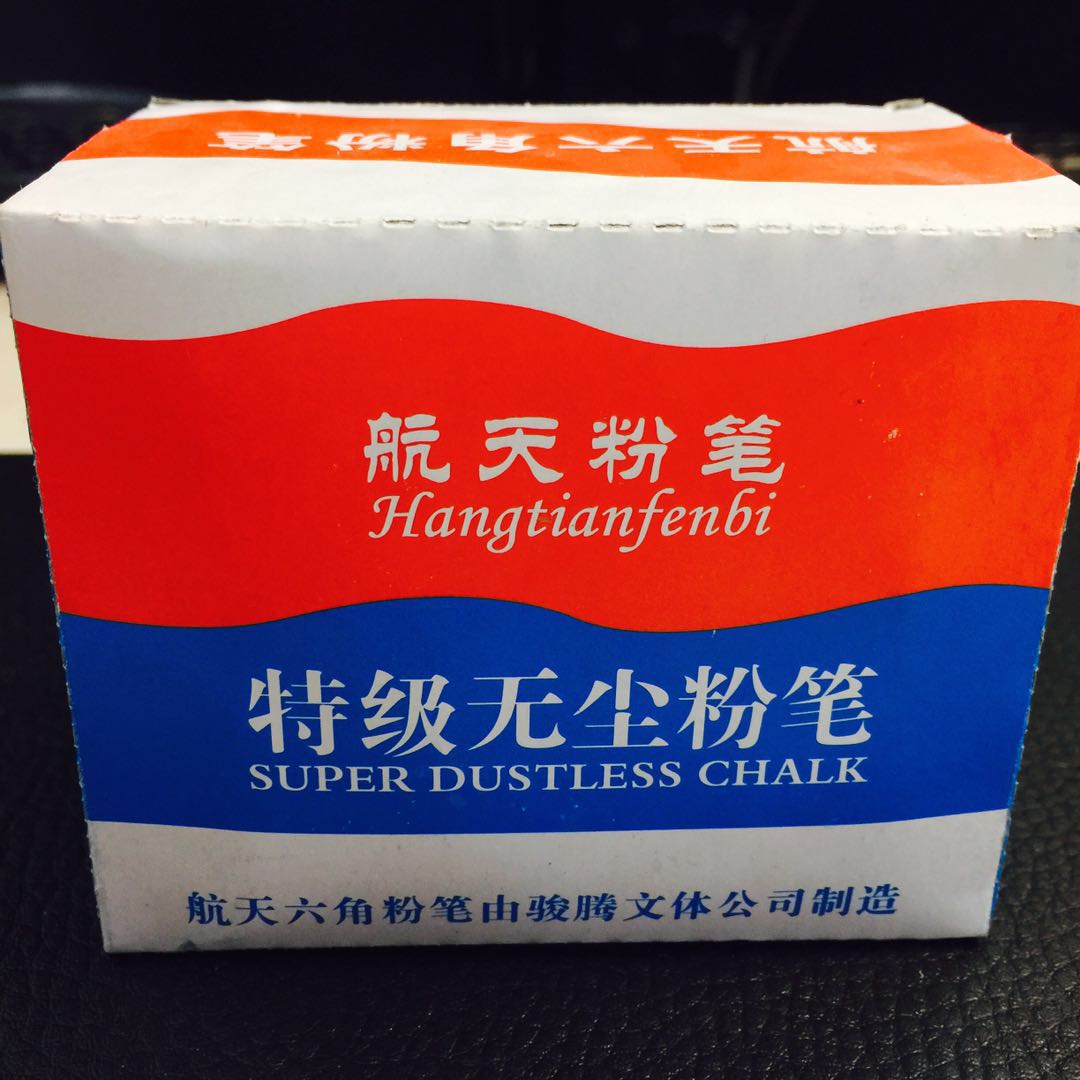 航天六角粉笔
航天粉笔
Hangtianfenbi
特级无尘粉笔
SUPER DUSTLESS CHALK
航天六角粉笔由骏腾文体公司制造